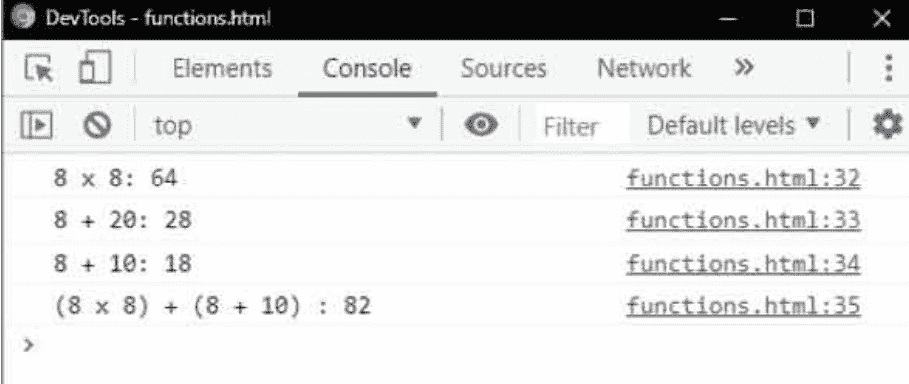 DevTools - functions.html
Elements Console Sources Network »
top Filter Default levels
8 x 8: 64 functions.html:32
8 + 20: 28 functions.html:33
8 + 10: 18 functions.html:34
(8 x 8) + (8 + 10) : 82 functions.html:35
>